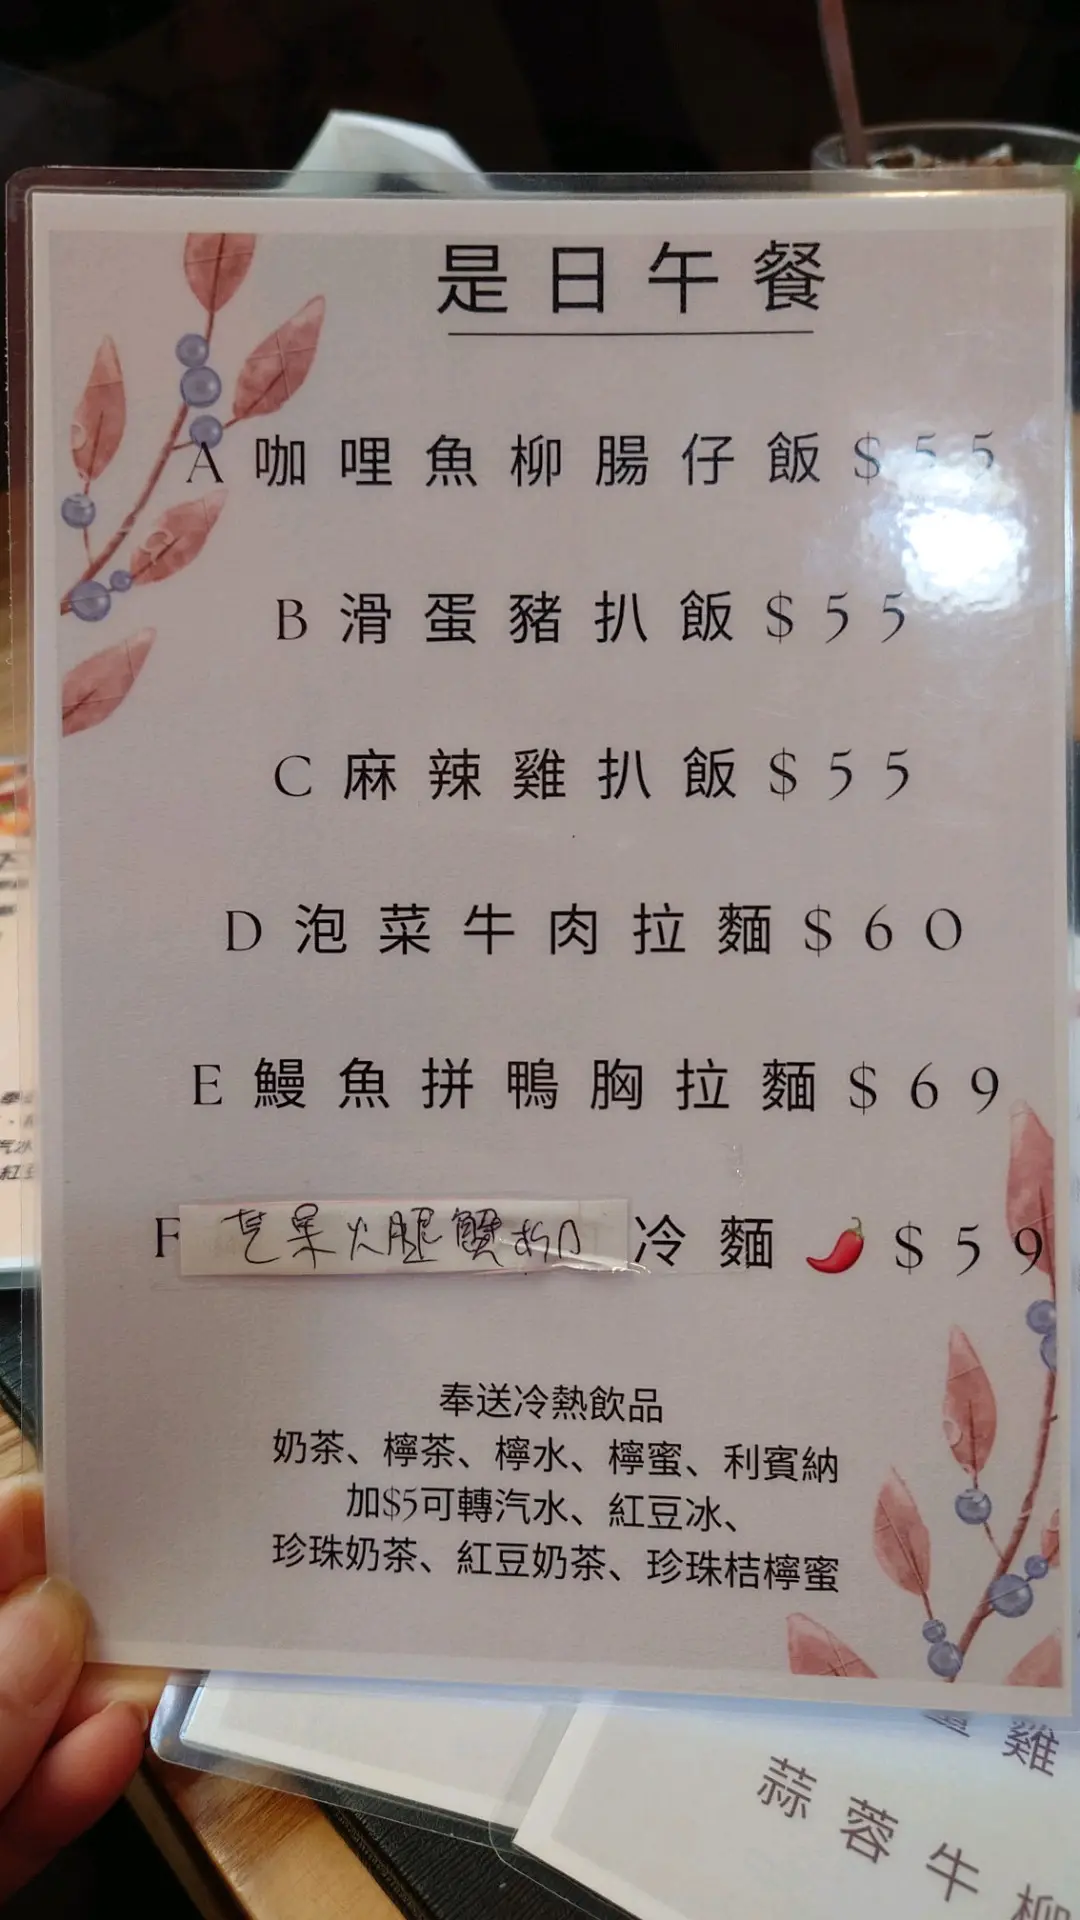 是日午餐
A 咖哩魚柳腸仔飯 $55
B 滑蛋豬扒飯 $55
C 麻辣雞扒飯 $55
D 泡菜牛肉拉麵 $60
E 鰻魚拼鴨胸拉麵 $69
F 芒果火腿蟹柳 冷麵🌶️ $59
奉送冷熱飲品
奶茶、檸茶、檸水、檸蜜、利賓納
加$5可轉汽水、紅豆冰、
珍珠奶茶、紅豆奶茶、珍珠桔檸蜜
雞
蒜蓉牛柳